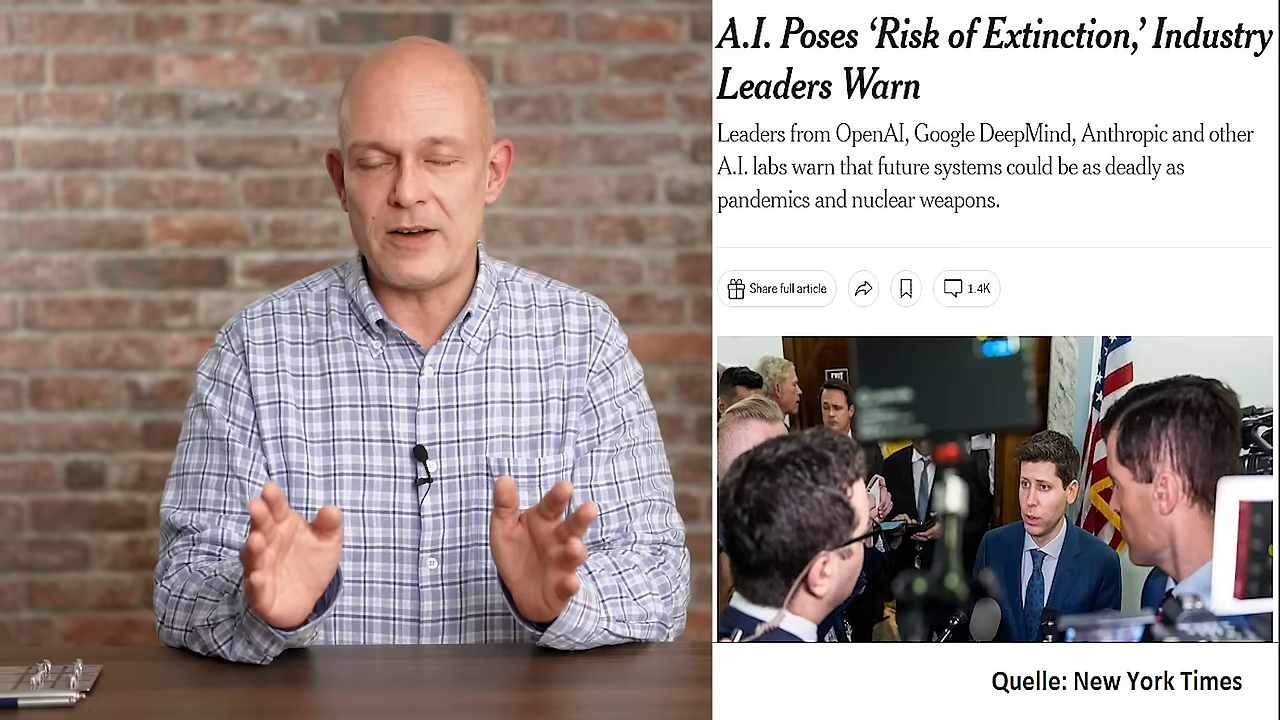 A.I. Poses ‘Risk of Extinction,’ Industry
Leaders Warn
Leaders from OpenAI, Google DeepMind, Anthropic and other
A.I. labs warn that future systems could be as deadly as
pandemics and nuclear weapons.
Share full article
1.4K
EXIT
Quelle: New York Times